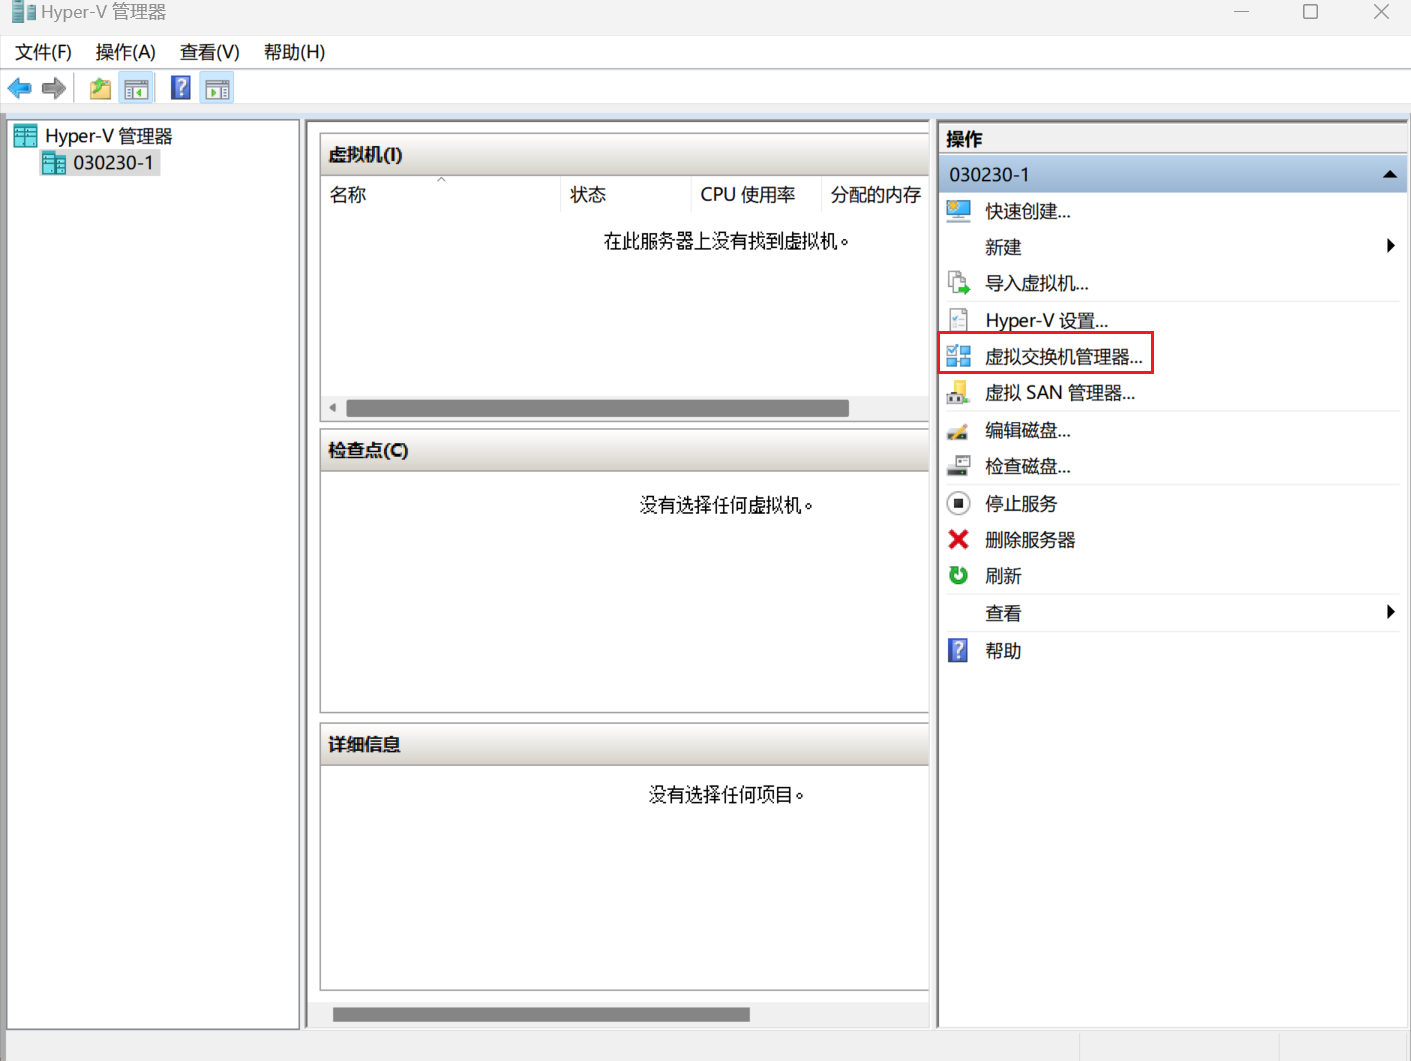 Hyper-V 管理器
文件(F) 操作(A) 查看(V) 帮助(H)
Hyper-V 管理器
030230-1
虚拟机(I)
名称 状态 CPU 使用率 分配的内存
在此服务器上没有找到虚拟机。
检查点(C)
没有选择任何虚拟机。
详细信息
没有选择任何项目。
操作
030230-1
快速创建...
新建
导入虚拟机...
Hyper-V 设置...
虚拟交换机管理器...
虚拟 SAN 管理器...
编辑磁盘...
检查磁盘...
停止服务
删除服务器
刷新
查看
帮助